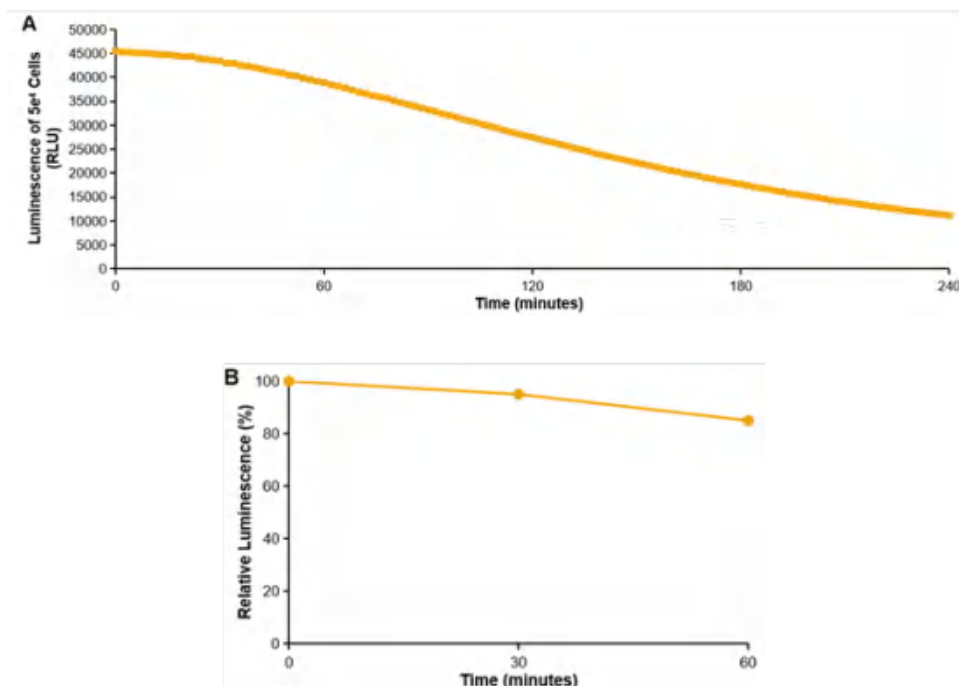 A
Luminescence of 5e⁴ Cells
(RLU)
50000
45000
40000
35000
30000
25000
20000
15000
10000
5000
0
0 60 120 180 240
Time (minutes)
B
Relative Luminescence (%)
100
80
60
40
20
0
0 30 60
Time (minutes)